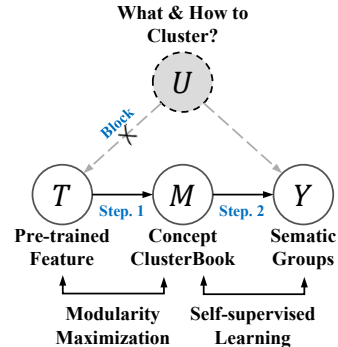 What & How to
Cluster?
U
Block
T
M
Y
Step. 1
Step. 2
Pre-trained
Feature
Concept
ClusterBook
Sematic
Groups
Modularity
Maximization
Self-supervised
Learning